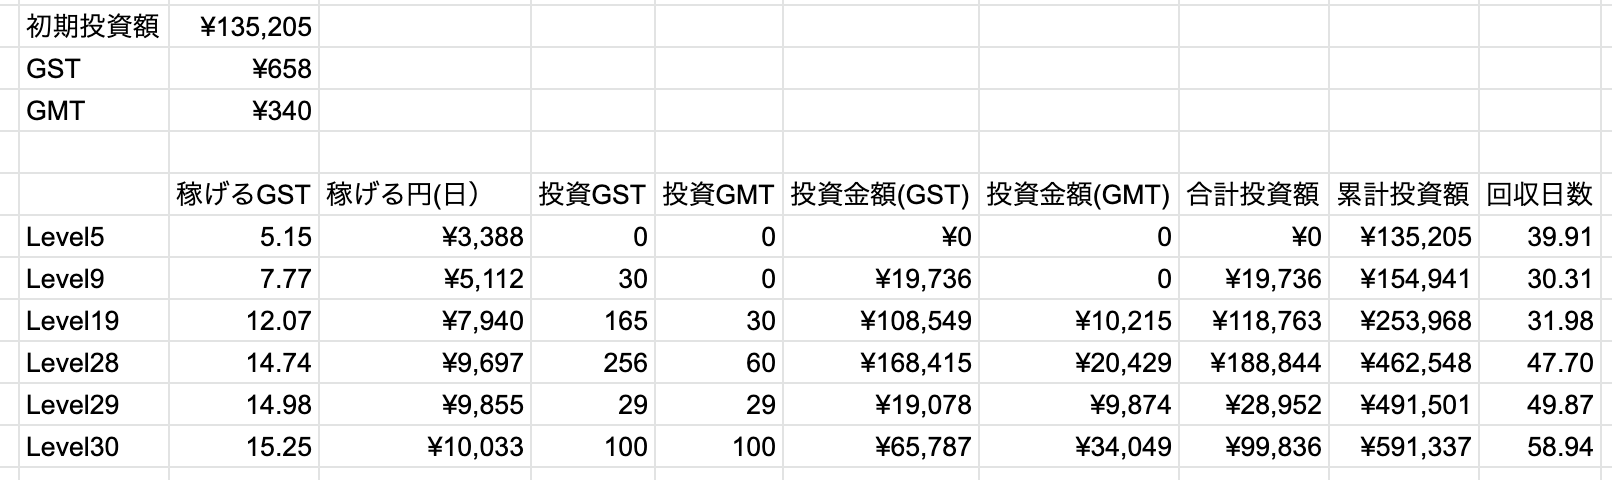 初期投資額 ¥135,205
GST ¥658
GMT ¥340
稼げるGST 稼げる円(日） 投資GST 投資GMT 投資金額(GST) 投資金額(GMT) 合計投資額 累計投資額 回収日数
Level5 5.15 ¥3,388 0 0 ¥0 0 ¥0 ¥135,205 39.91
Level9 7.77 ¥5,112 30 0 ¥19,736 0 ¥19,736 ¥154,941 30.31
Level19 12.07 ¥7,940 165 30 ¥108,549 ¥10,215 ¥118,763 ¥253,968 31.98
Level28 14.74 ¥9,697 256 60 ¥168,415 ¥20,429 ¥188,844 ¥462,548 47.70
Level29 14.98 ¥9,855 29 29 ¥19,078 ¥9,874 ¥28,952 ¥491,501 49.87
Level30 15.25 ¥10,033 100 100 ¥65,787 ¥34,049 ¥99,836 ¥591,337 58.94